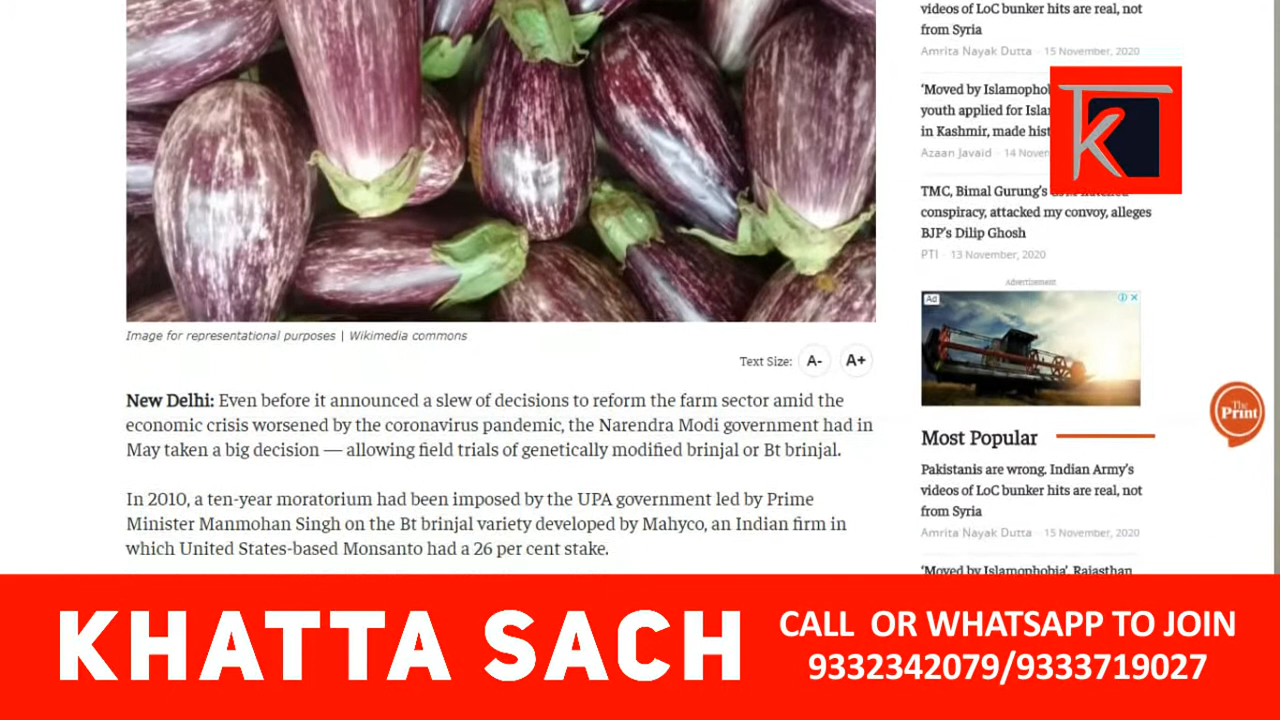 videos of LoC bunker hits are real, not
from Syria
Amrita Nayak Dutta · 15 November, 2020
youth applied for
in Kashmir, made
Azaan Javaid · 14
TMC, Bimal Gurung's
conspiracy, attacked my convoy, alleges
BJP's Dilip Ghosh
PTI · 13 November, 2020
Advertisement
Ad
Image for representational purposes | Wikimedia commons
Text Size: A- A+
New Delhi: Even before it announced a slew of decisions to reform the farm sector amid the
economic crisis worsened by the coronavirus pandemic, the Narendra Modi government had in
May taken a big decision — allowing field trials of genetically modified brinjal or Bt brinjal.
In 2010, a ten-year moratorium had been imposed by the UPA government led by Prime
Minister Manmohan Singh on the Bt brinjal variety developed by Mahyco, an Indian firm in
which United States-based Monsanto had a 26 per cent stake.
The
Print
Most Popular
Pakistanis are wrong. Indian Army's
videos of LoC bunker hits are real, not
from Syria
Amrita Nayak Dutta · 15 November, 2020
'Moved by Islamophobia', Rajasthan
K
KHATTA SACH
CALL OR WHATSAPP TO JOIN
9332342079/9333719027